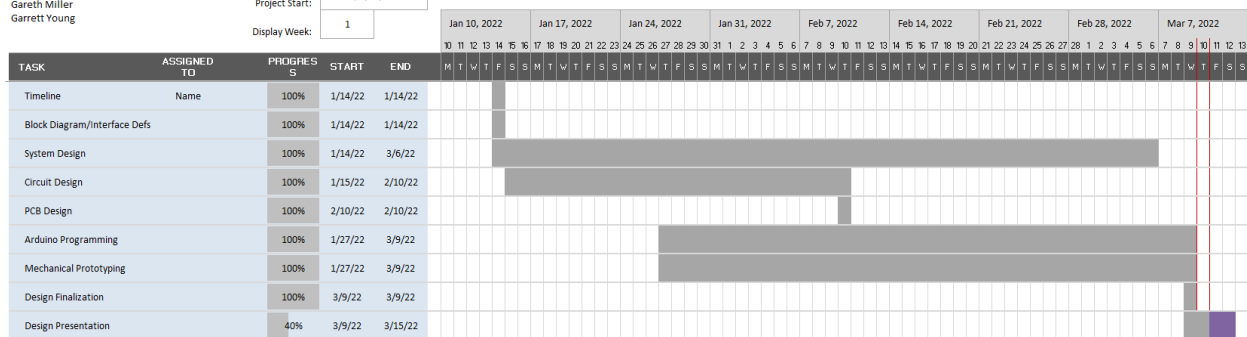 Gareth Miller
Project Start:
Garrett Young
Display Week: 1
Jan 10, 2022 Jan 17, 2022 Jan 24, 2022 Jan 31, 2022 Feb 7, 2022 Feb 14, 2022 Feb 21, 2022 Feb 28, 2022 Mar 7, 2022
10 11 12 13 14 15 16 17 18 19 20 21 22 23 24 25 26 27 28 29 30 31 1 2 3 4 5 6 7 8 9 10 11 12 13 14 15 16 17 18 19 20 21 22 23 24 25 26 27 28 1 2 3 4 5 6 7 8 9 10 11 12 13
TASK ASSIGNED TO PROGRESS START END M T W T F S S M T W T F S S M T W T F S S M T W T F S S M T W T F S S M T W T F S S M T W T F S S M T W T F S S M T W T F S S
Timeline Name 100% 1/14/22 1/14/22
Block Diagram/Interface Defs 100% 1/14/22 1/14/22
System Design 100% 1/14/22 3/6/22
Circuit Design 100% 1/15/22 2/10/22
PCB Design 100% 2/10/22 2/10/22
Arduino Programming 100% 1/27/22 3/9/22
Mechanical Prototyping 100% 1/27/22 3/9/22
Design Finalization 100% 3/9/22 3/9/22
Design Presentation 40% 3/9/22 3/15/22